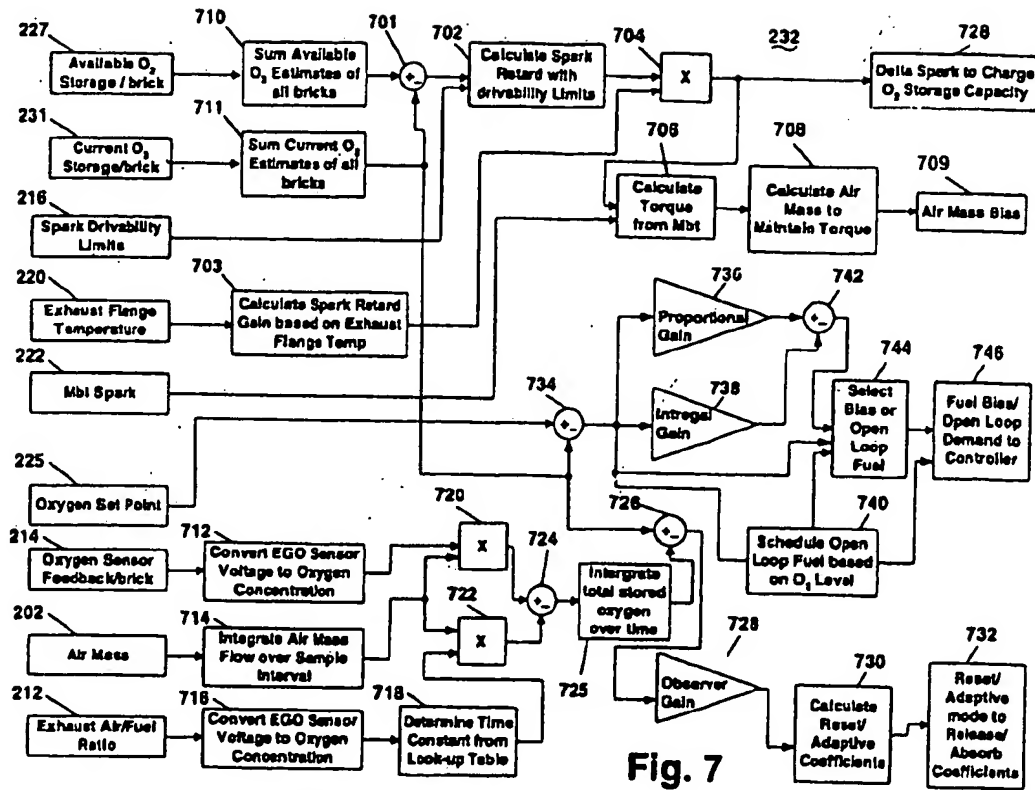 227
Available O2
Storage / brick
710
Sum Available
O3 Estimates of
all bricks
701
+-
702
Calculate Spark
Retard with
drivability Limits
704
X
232
728
Delta Spark to Charge
O2 Storage Capacity
231
Current O3
Storage/brick
711
Sum Current O2
Estimates of all
bricks
706
Calculate
Torque
from Mbt
708
Calculate Air
Mass to
Maintain Torque
709
Air Mass Bias
216
Spark Drivability
Limits
220
Exhaust Flange
Temperature
703
Calculate Spark Retard
Gain based on Exhaust
Flange Temp
736
Proportional
Gain
742
+-
222
Mbt Spark
734
+-
738
Intregal
Gain
744
Select
Bias or
Open
Loop
Fuel
746
Fuel Bias/
Open Loop
Demand to
Controller
225
Oxygen Set Point
740
Schedule Open
Loop Fuel based
on O2 Level
214
Oxygen Sensor
Feedback/brick
712
Convert EGO Sensor
Voltage to Oxygen
Concentration
720
X
724
+-
726
+-
Intergrate
total stored
oxygen
over time
725
202
Air Mass
714
Integrate Air Mass
Flow over Sample
Interval
722
X
728
Observer
Gain
730
Calculate
Reset/
Adaptive
Coefficients
732
Reset/
Adaptive
mode to
Release/
Absorb
Coefficients
212
Exhaust Air/Fuel
Ratio
716
Convert EGO Sensor
Voltage to Oxygen
Concentration
718
Determine Time
Constant from
Look-up Table
Fig. 7